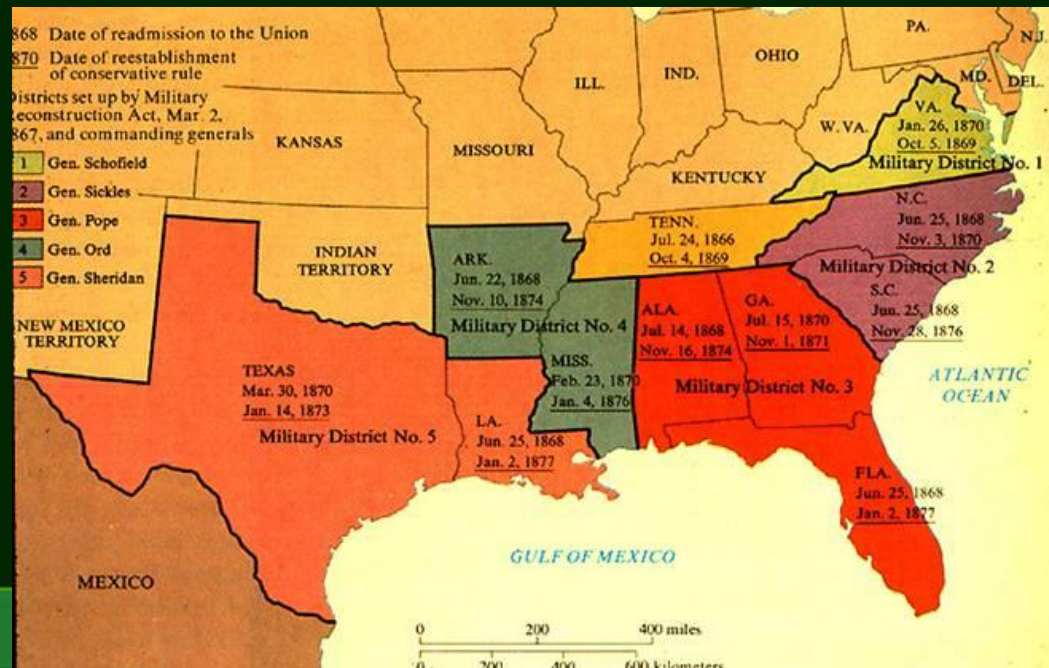 868 Date of readmission to the Union
870 Date of reestablishment
of conservative rule
Districts set up by Military
Reconstruction Act, Mar. 2,
867, and commanding generals
1 Gen. Schofield
2 Gen. Sickles
3 Gen. Pope
4 Gen. Ord
5 Gen. Sheridan
KANSAS
MISSOURI
ILL.
IND.
OHIO
PA.
N.J.
MD.
DEL.
W. VA.
KENTUCKY
VA.
Jan. 26, 1870
Oct. 5, 1869
Military District No. 1
N.C.
Jun. 25, 1868
Nov. 3, 1870
Military District No. 2
S.C.
Jun. 25, 1868
Nov. 28, 1876
TENN.
Jul. 24, 1866
Oct. 4, 1869
INDIAN
TERRITORY
NEW MEXICO
TERRITORY
ARK.
Jun. 22, 1868
Nov. 10, 1874
Military District No. 4
MISS.
Feb. 23, 1870
Jan. 4, 1876
ALA.
Jul. 14, 1868
Nov. 16, 1874
GA.
Jul. 15, 1870
Nov. 1, 1871
Military District No. 3
FLA.
Jun. 25, 1868
Jan. 2, 1877
TEXAS
Mar. 30, 1870
Jan. 14, 1873
Military District No. 5
LA.
Jun. 25, 1868
Jan. 2, 1877
ATLANTIC
OCEAN
GULF OF MEXICO
MEXICO
0 200 400 miles
0 200 400 600 kilometers